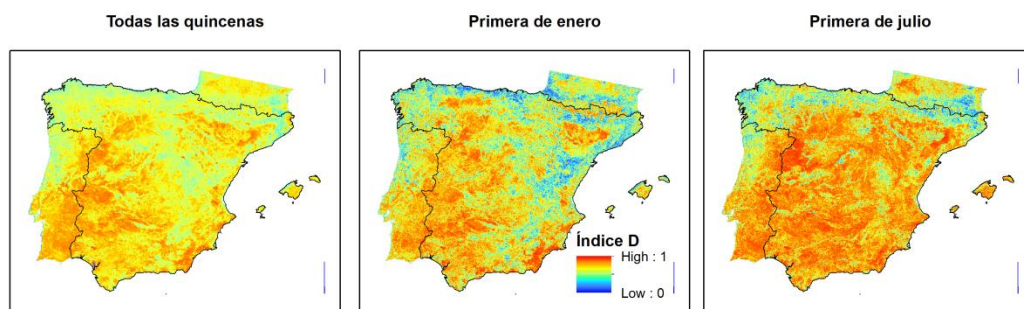 Todas las quincenas
Primera de enero
Primera de julio
Índice D
High : 1
Low : 0